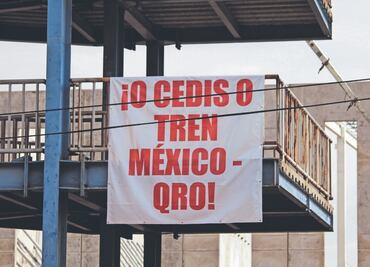 ¡O CEDIS O
TREN
MÉXICO -
QRO!